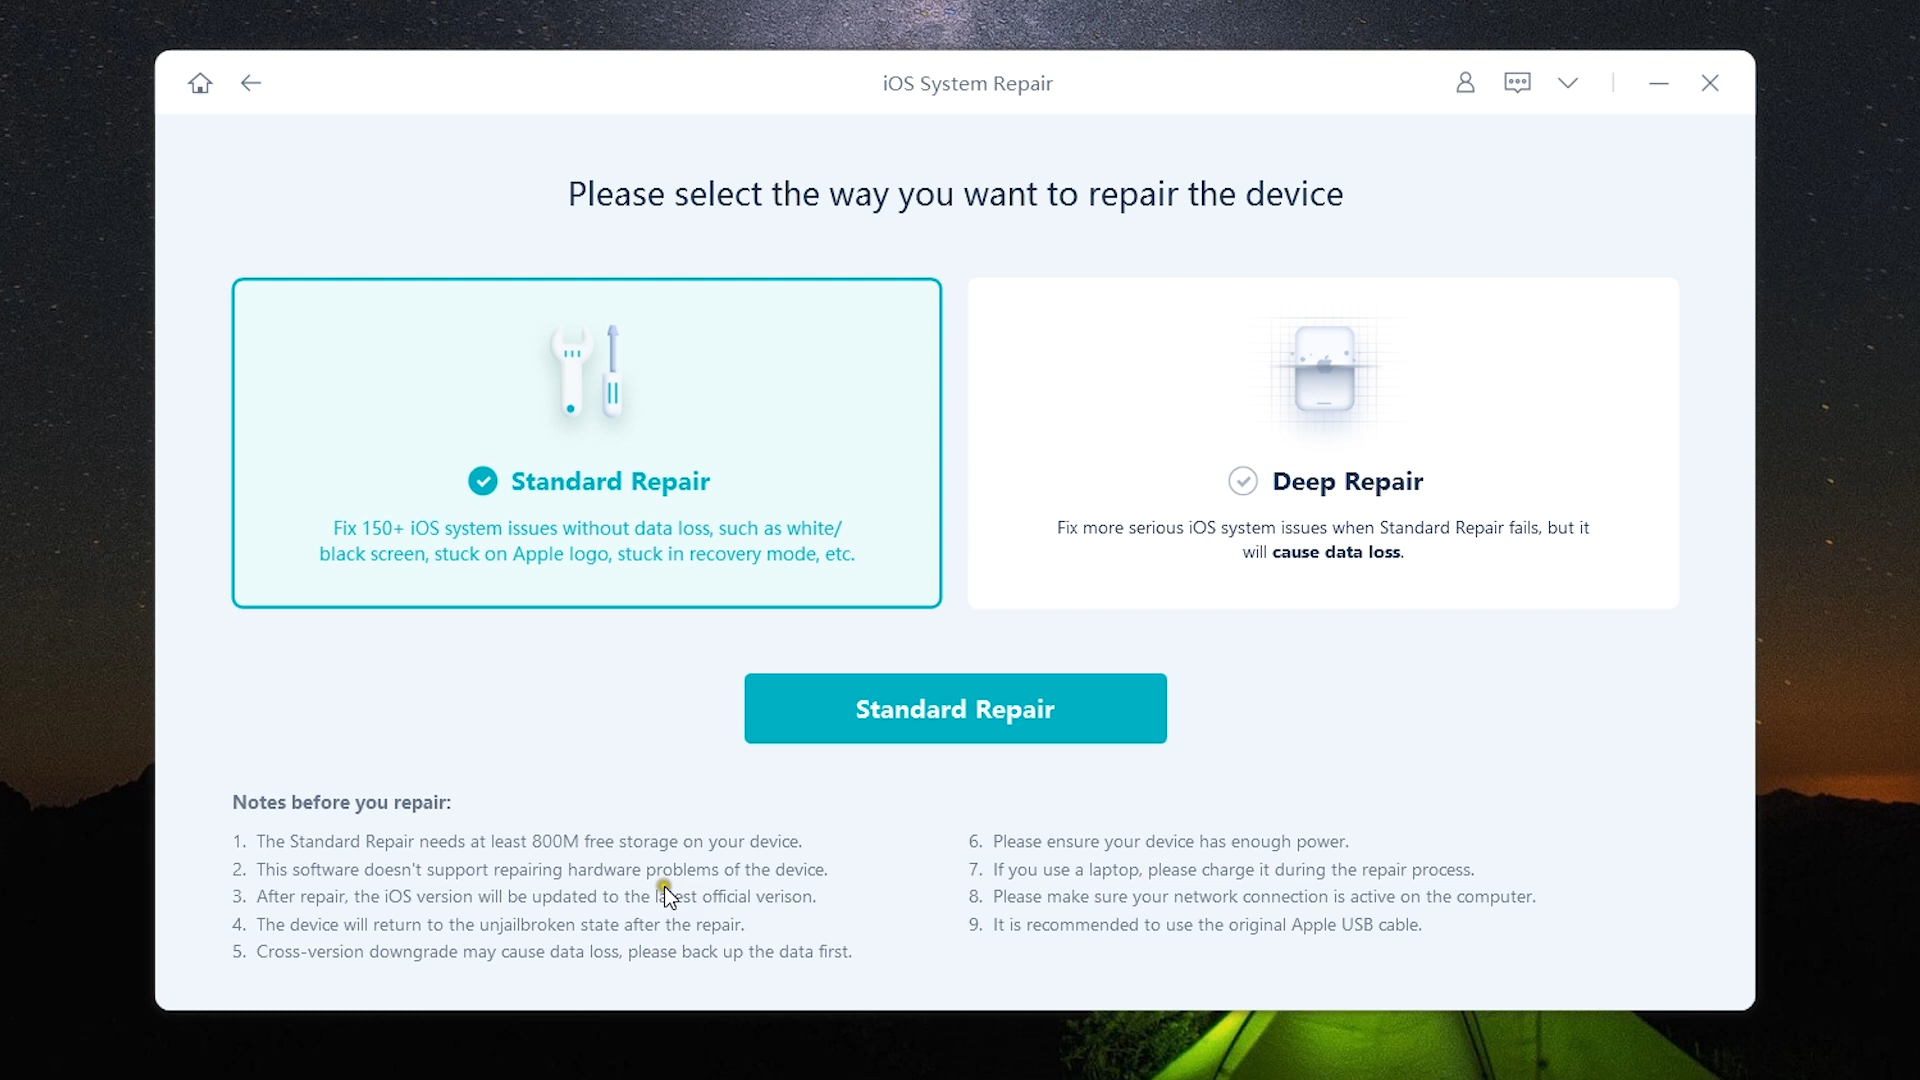 iOS System Repair
Please select the way you want to repair the device
Standard Repair
Fix 150+ iOS system issues without data loss, such as white/
black screen, stuck on Apple logo, stuck in recovery mode, etc.
Deep Repair
Fix more serious iOS system issues when Standard Repair fails, but it
will cause data loss.
Standard Repair
Notes before you repair:
1. The Standard Repair needs at least 800M free storage on your device.
2. This software doesn't support repairing hardware problems of the device.
3. After repair, the iOS version will be updated to the latest official verison.
4. The device will return to the unjailbroken state after the repair.
5. Cross-version downgrade may cause data loss, please back up the data first.
6. Please ensure your device has enough power.
7. If you use a laptop, please charge it during the repair process.
8. Please make sure your network connection is active on the computer.
9. It is recommended to use the original Apple USB cable.